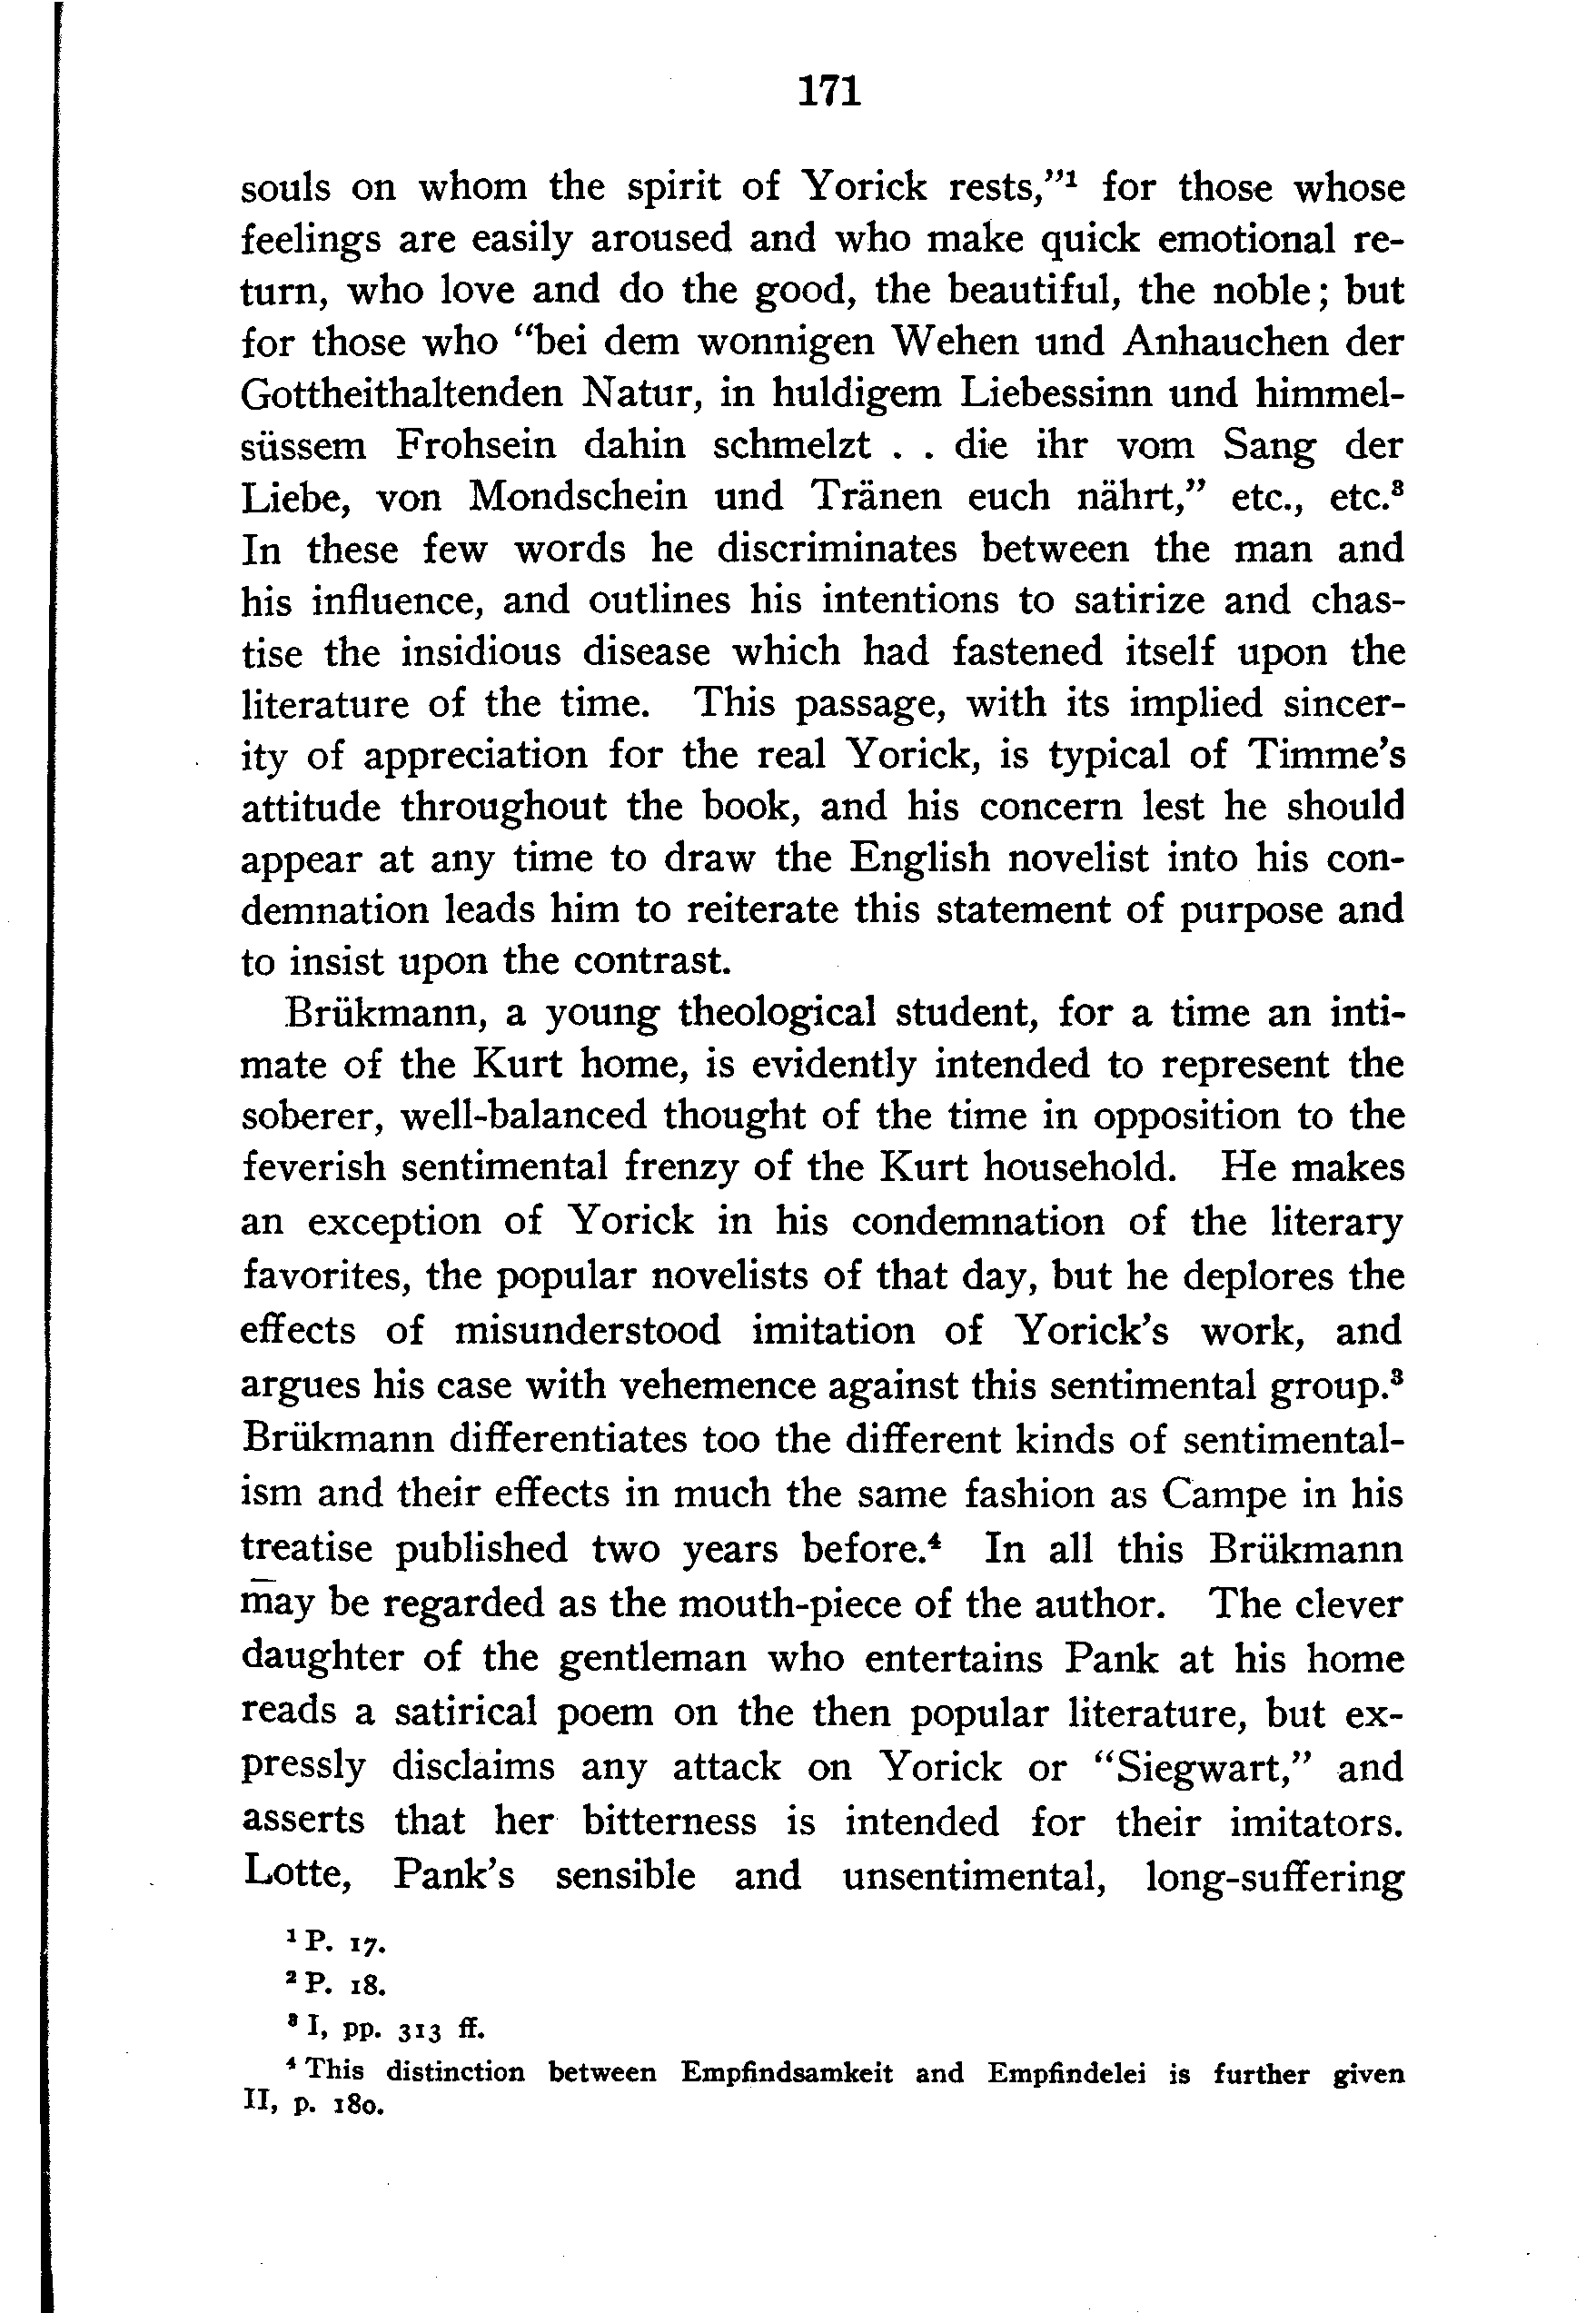 171
souls on whom the spirit of Yorick rests,"¹ for those whose
feelings are easily aroused and who make quick emotional re-
turn, who love and do the good, the beautiful, the noble; but
for those who "bei dem wonnigen Wehen und Anhauchen der
Gottheithaltenden Natur, in huldigem Liebessinn und himmel-
süssem Frohsein dahin schmelzt . . die ihr vom Sang der
Liebe, von Mondschein und Tränen euch nährt," etc., etc.³
In these few words he discriminates between the man and
his influence, and outlines his intentions to satirize and chas-
tise the insidious disease which had fastened itself upon the
literature of the time. This passage, with its implied sincer-
ity of appreciation for the real Yorick, is typical of Timme's
attitude throughout the book, and his concern lest he should
appear at any time to draw the English novelist into his con-
demnation leads him to reiterate this statement of purpose and
to insist upon the contrast.
Brükmann, a young theological student, for a time an inti-
mate of the Kurt home, is evidently intended to represent the
soberer, well-balanced thought of the time in opposition to the
feverish sentimental frenzy of the Kurt household. He makes
an exception of Yorick in his condemnation of the literary
favorites, the popular novelists of that day, but he deplores the
effects of misunderstood imitation of Yorick's work, and
argues his case with vehemence against this sentimental group.³
Brükmann differentiates too the different kinds of sentimental-
ism and their effects in much the same fashion as Campe in his
treatise published two years before.⁴ In all this Brükmann
may be regarded as the mouth-piece of the author. The clever
daughter of the gentleman who entertains Pank at his home
reads a satirical poem on the then popular literature, but ex-
pressly disclaims any attack on Yorick or "Siegwart," and
asserts that her bitterness is intended for their imitators.
Lotte, Pank's sensible and unsentimental, long-suffering
¹ P. 17.
² P. 18.
³ I, pp. 313 ff.
⁴ This distinction between Empfindsamkeit and Empfindelei is further given
II, p. 180.